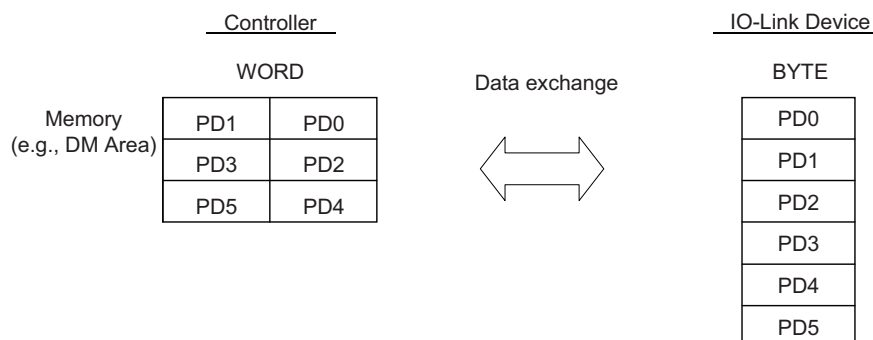 Controller
IO-Link Device
WORD
Data exchange
BYTE
Memory
(e.g., DM Area)
PD1 PD0
PD3 PD2
PD5 PD4
PD0
PD1
PD2
PD3
PD4
PD5